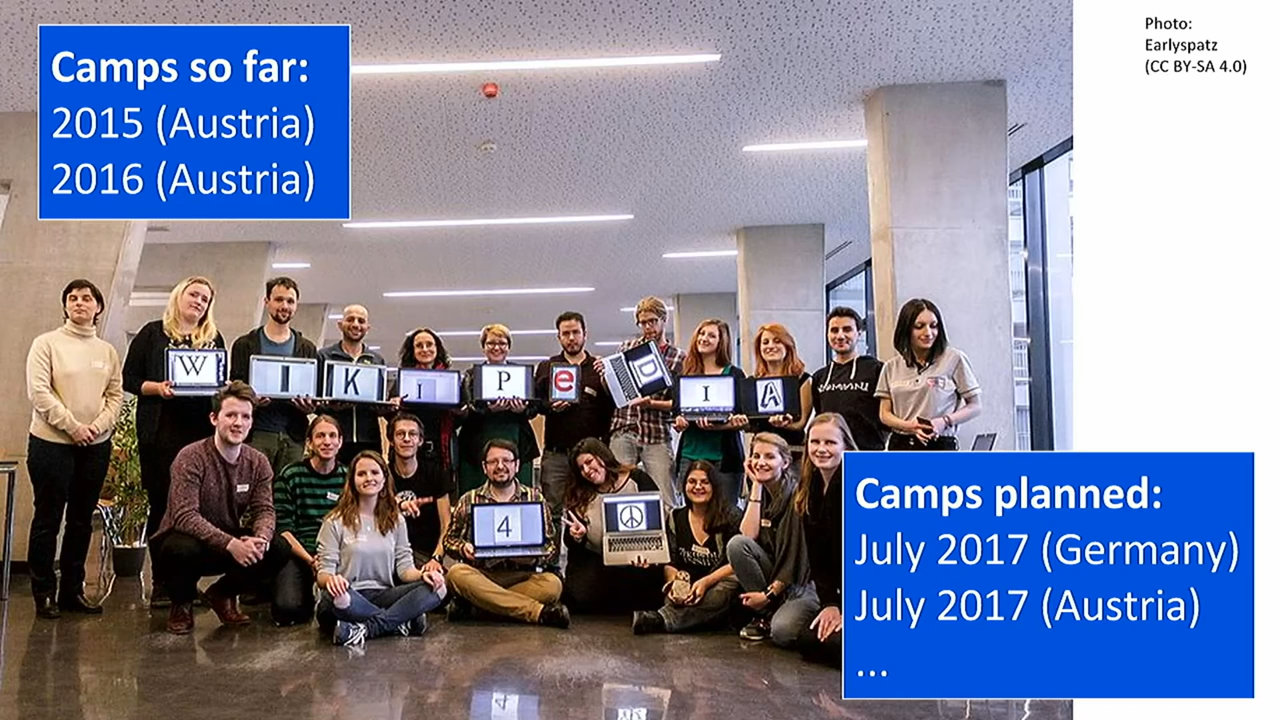 Camps so far:
2015 (Austria)
2016 (Austria)
Photo:
Earlyspatz
(CC BY-SA 4.0)
W I K i P e D I A
4
Camps planned:
July 2017 (Germany)
July 2017 (Austria)
...